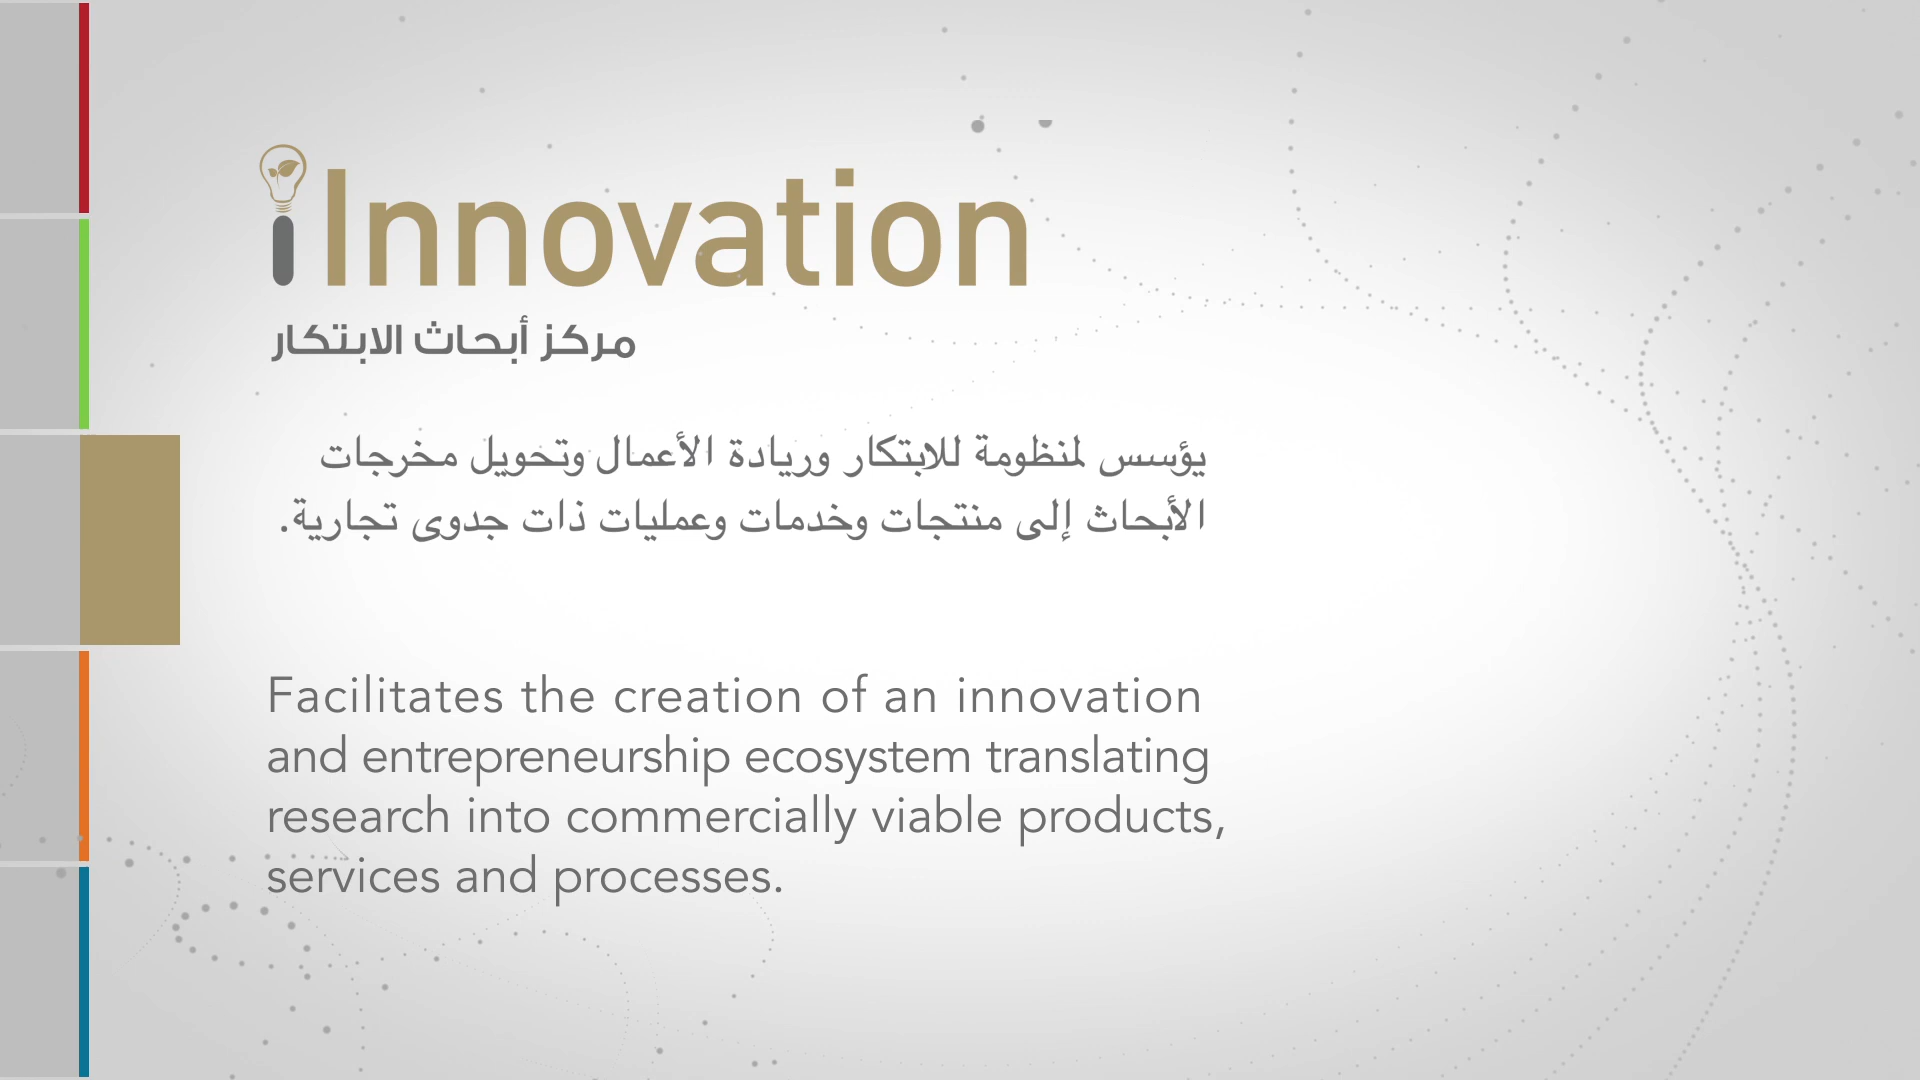 i Innovation
مركز أبحاث الابتكار
يؤسس لمنظومة للابتكار وريادة الأعمال وتحويل مخرجات
الأبحاث إلى منتجات وخدمات وعمليات ذات جدوى تجارية.
Facilitates the creation of an innovation
and entrepreneurship ecosystem translating
research into commercially viable products,
services and processes.